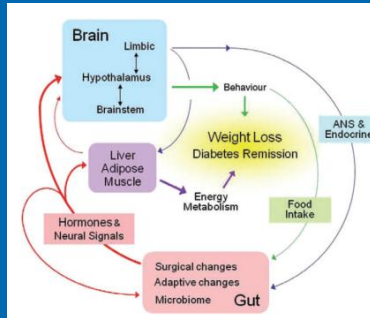 Brain
Limbic
Hypothalamus
Brainstem
Behaviour
ANS &
Endocrine
Weight Loss
Diabetes Remission
Liver
Adipose
Muscle
Energy
Metabolism
Food
Intake
Hormones &
Neural Signals
Surgical changes
Adaptive changes
Microbiome
Gut